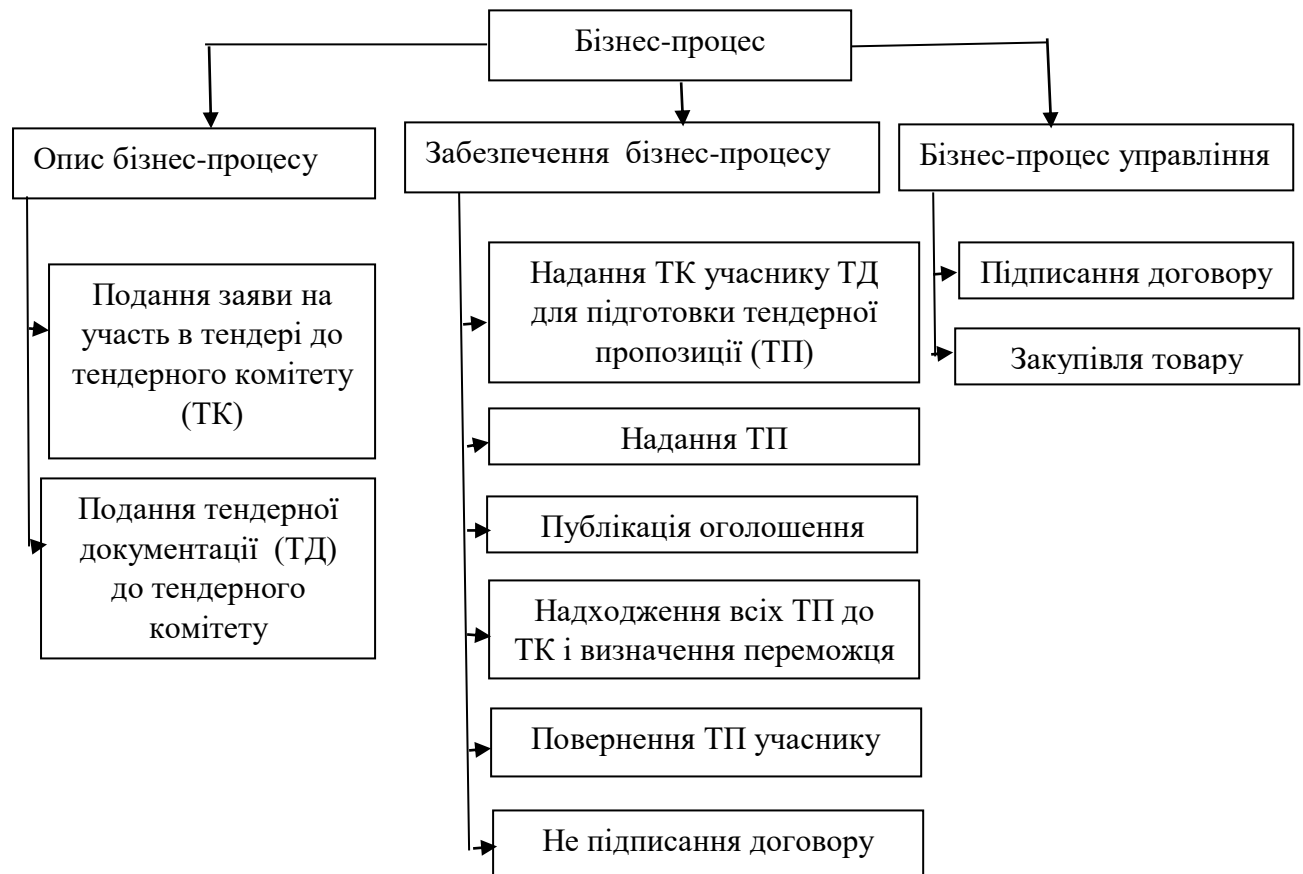 Бізнес-процес
Опис бізнес-процесу
Подання заяви на
участь в тендері до
тендерного комітету
(ТК)
Подання тендерної
документації (ТД)
до тендерного
комітету
Забезпечення бізнес-процесу
Надання ТК учаснику ТД
для підготовки тендерної
пропозиції (ТП)
Надання ТП
Публікація оголошення
Надходження всіх ТП до
ТК і визначення переможця
Повернення ТП учаснику
Не підписання договору
Бізнес-процес управління
Підписання договору
Закупівля товару